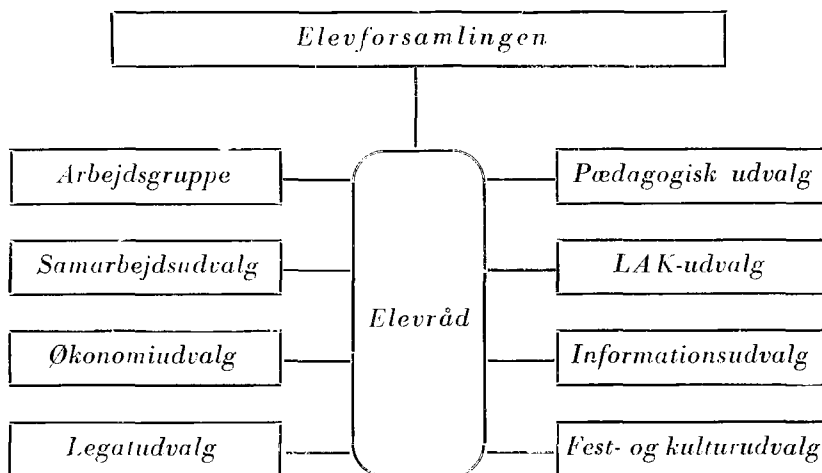 Elevforsamlingen
Arbejdsgruppe
Pædagogisk udvalg
Samarbejdsudvalg
LAK-udvalg
Elevråd
Økonomiudvalg
Informationsudvalg
Legatudvalg
Fest- og kulturudvalg